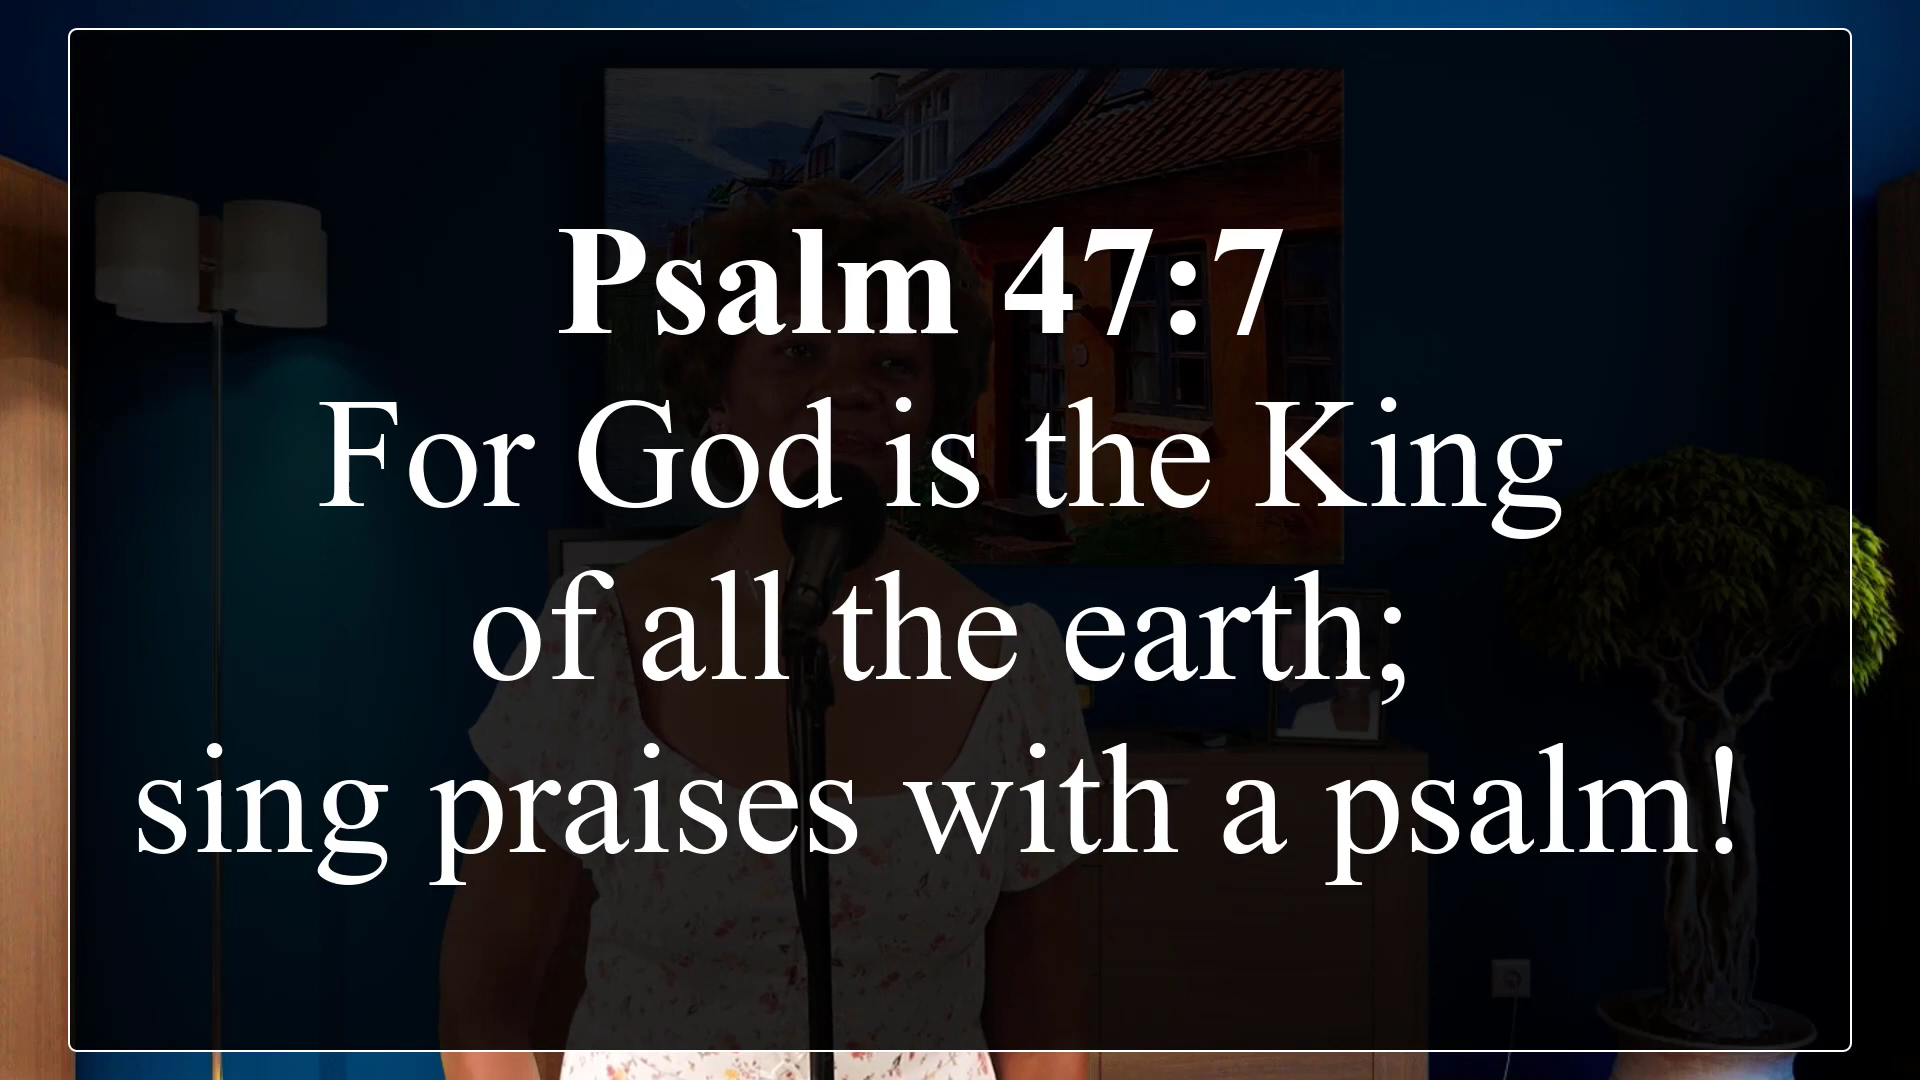 Psalm 47:7
For God is the King
of all the earth;
sing praises with a psalm!